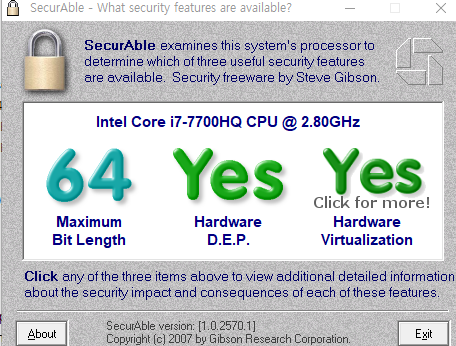 SecurAble - What security features are available?
SecurAble examines this system's processor to
determine which of three useful security features
are available. Security freeware by Steve Gibson.
Intel Core i7-7700HQ CPU @ 2.80GHz
64 Yes Yes
Click for more!
Maximum Hardware Hardware
Bit Length D.E.P. Virtualization
Click any of the three items above to view additional detailed information
about the security impact and consequences of each of these features.
About
SecurAble version: [1.0.2570.1]
Copyright (c) 2007 by Gibson Research Corporation.
Exit